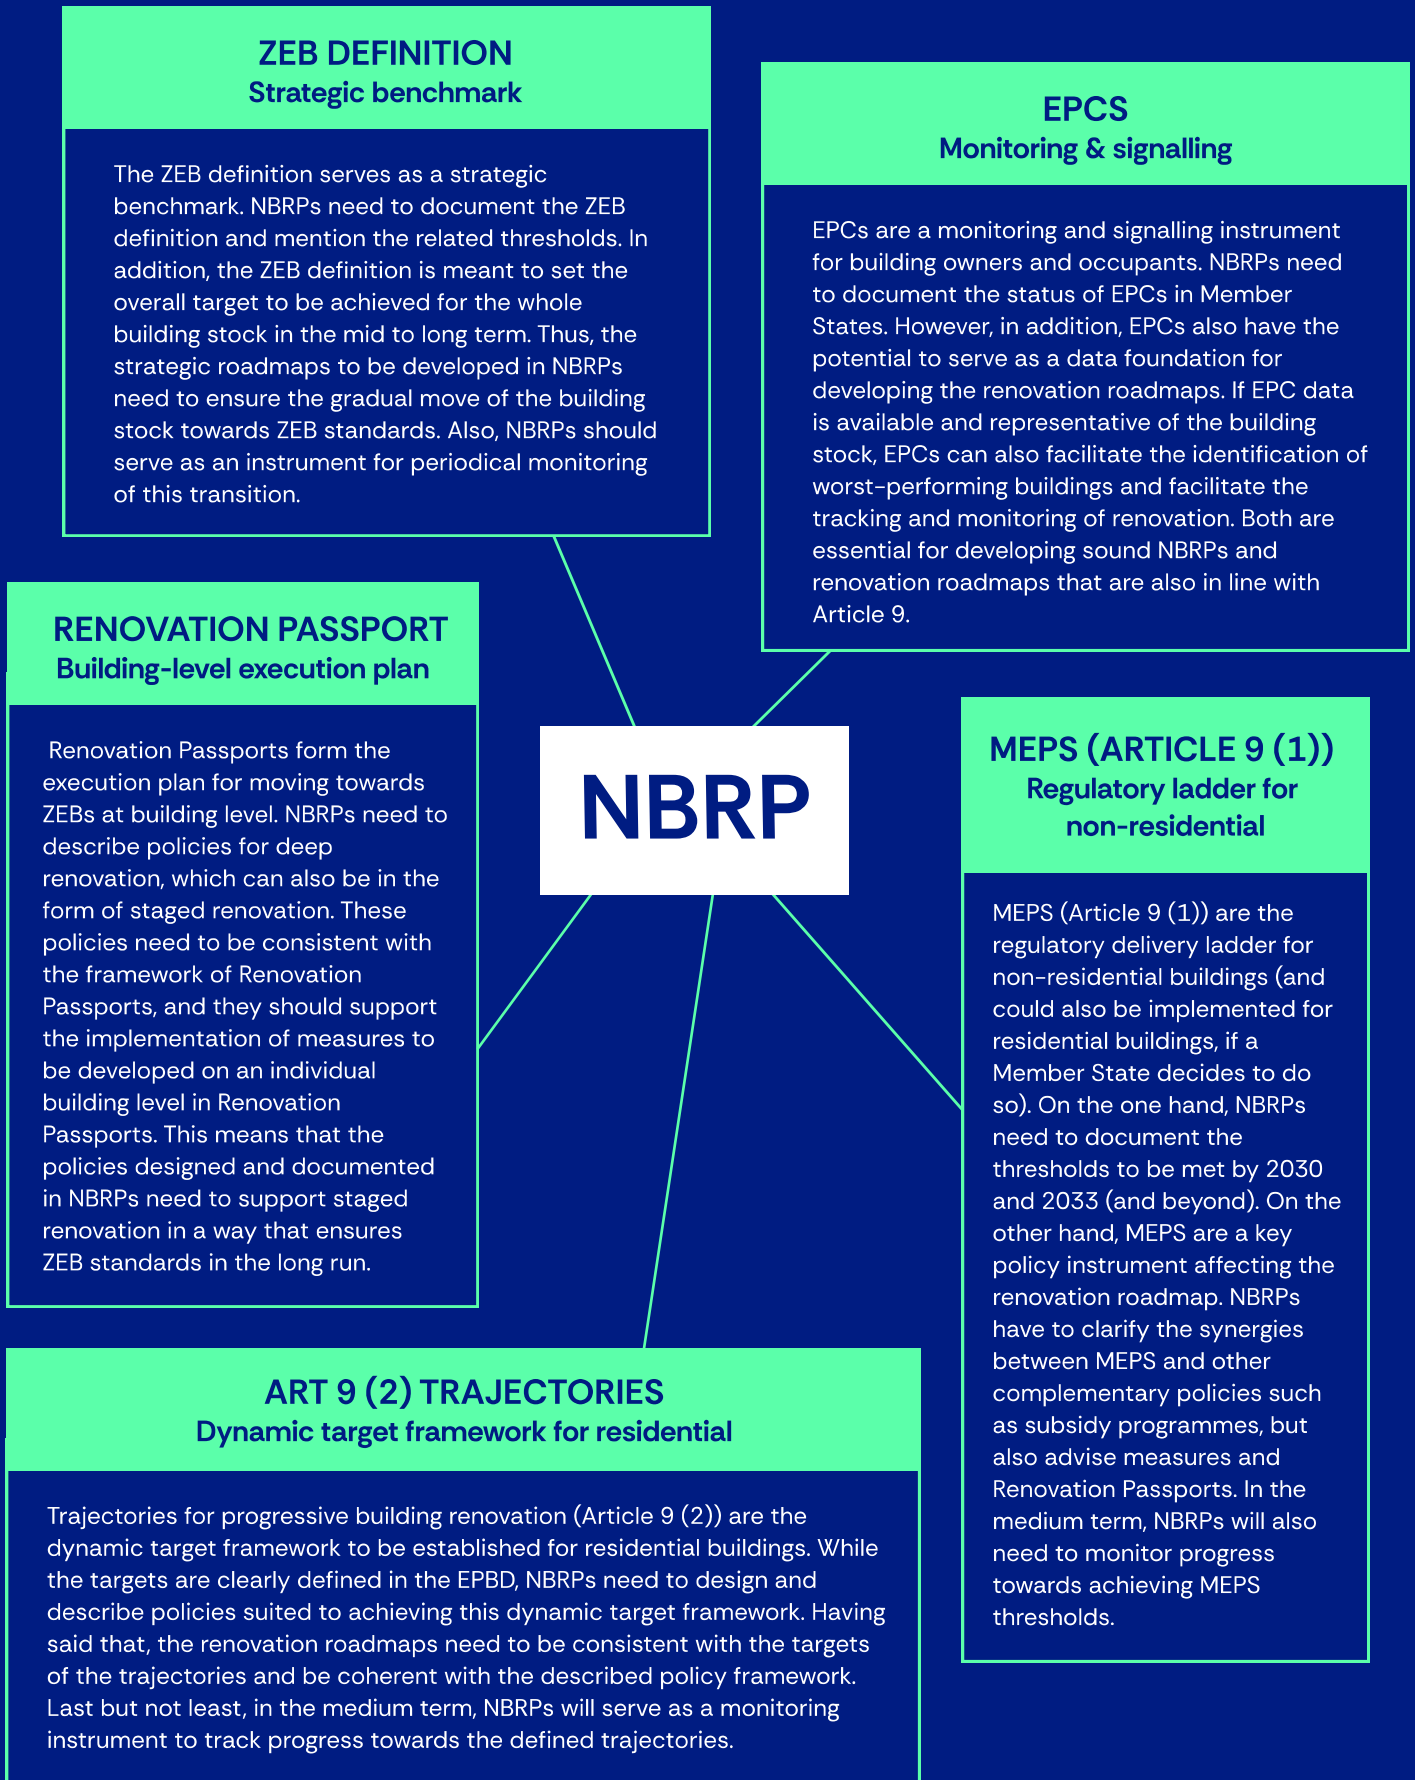 ZEB DEFINITION
Strategic benchmark
The ZEB definition serves as a strategic
benchmark. NBRPs need to document the ZEB
definition and mention the related thresholds. In
addition, the ZEB definition is meant to set the
overall target to be achieved for the whole
building stock in the mid to long term. Thus, the
strategic roadmaps to be developed in NBRPs
need to ensure the gradual move of the building
stock towards ZEB standards. Also, NBRPs should
serve as an instrument for periodical monitoring
of this transition.
EPCS
Monitoring & signalling
EPCs are a monitoring and signalling instrument
for building owners and occupants. NBRPs need
to document the status of EPCs in Member
States. However, in addition, EPCs also have the
potential to serve as a data foundation for
developing the renovation roadmaps. If EPC data
is available and representative of the building
stock, EPCs can also facilitate the identification of
worst-performing buildings and facilitate the
tracking and monitoring of renovation. Both are
essential for developing sound NBRPs and
renovation roadmaps that are also in line with
Article 9.
RENOVATION PASSPORT
Building-level execution plan
Renovation Passports form the
execution plan for moving towards
ZEBs at building level. NBRPs need to
describe policies for deep
renovation, which can also be in the
form of staged renovation. These
policies need to be consistent with
the framework of Renovation
Passports, and they should support
the implementation of measures to
be developed on an individual
building level in Renovation
Passports. This means that the
policies designed and documented
in NBRPs need to support staged
renovation in a way that ensures
ZEB standards in the long run.
NBRP
MEPS (ARTICLE 9 (1))
Regulatory ladder for
non-residential
MEPS (Article 9 (1)) are the
regulatory delivery ladder for
non-residential buildings (and
could also be implemented for
residential buildings, if a
Member State decides to do
so). On the one hand, NBRPs
need to document the
thresholds to be met by 2030
and 2033 (and beyond). On the
other hand, MEPS are a key
policy instrument affecting the
renovation roadmap. NBRPs
have to clarify the synergies
between MEPS and other
complementary policies such
as subsidy programmes, but
also advise measures and
Renovation Passports. In the
medium term, NBRPs will also
need to monitor progress
towards achieving MEPS
thresholds.
ART 9 (2) TRAJECTORIES
Dynamic target framework for residential
Trajectories for progressive building renovation (Article 9 (2)) are the
dynamic target framework to be established for residential buildings. While
the targets are clearly defined in the EPBD, NBRPs need to design and
describe policies suited to achieving this dynamic target framework. Having
said that, the renovation roadmaps need to be consistent with the targets
of the trajectories and be coherent with the described policy framework.
Last but not least, in the medium term, NBRPs will serve as a monitoring
instrument to track progress towards the defined trajectories.